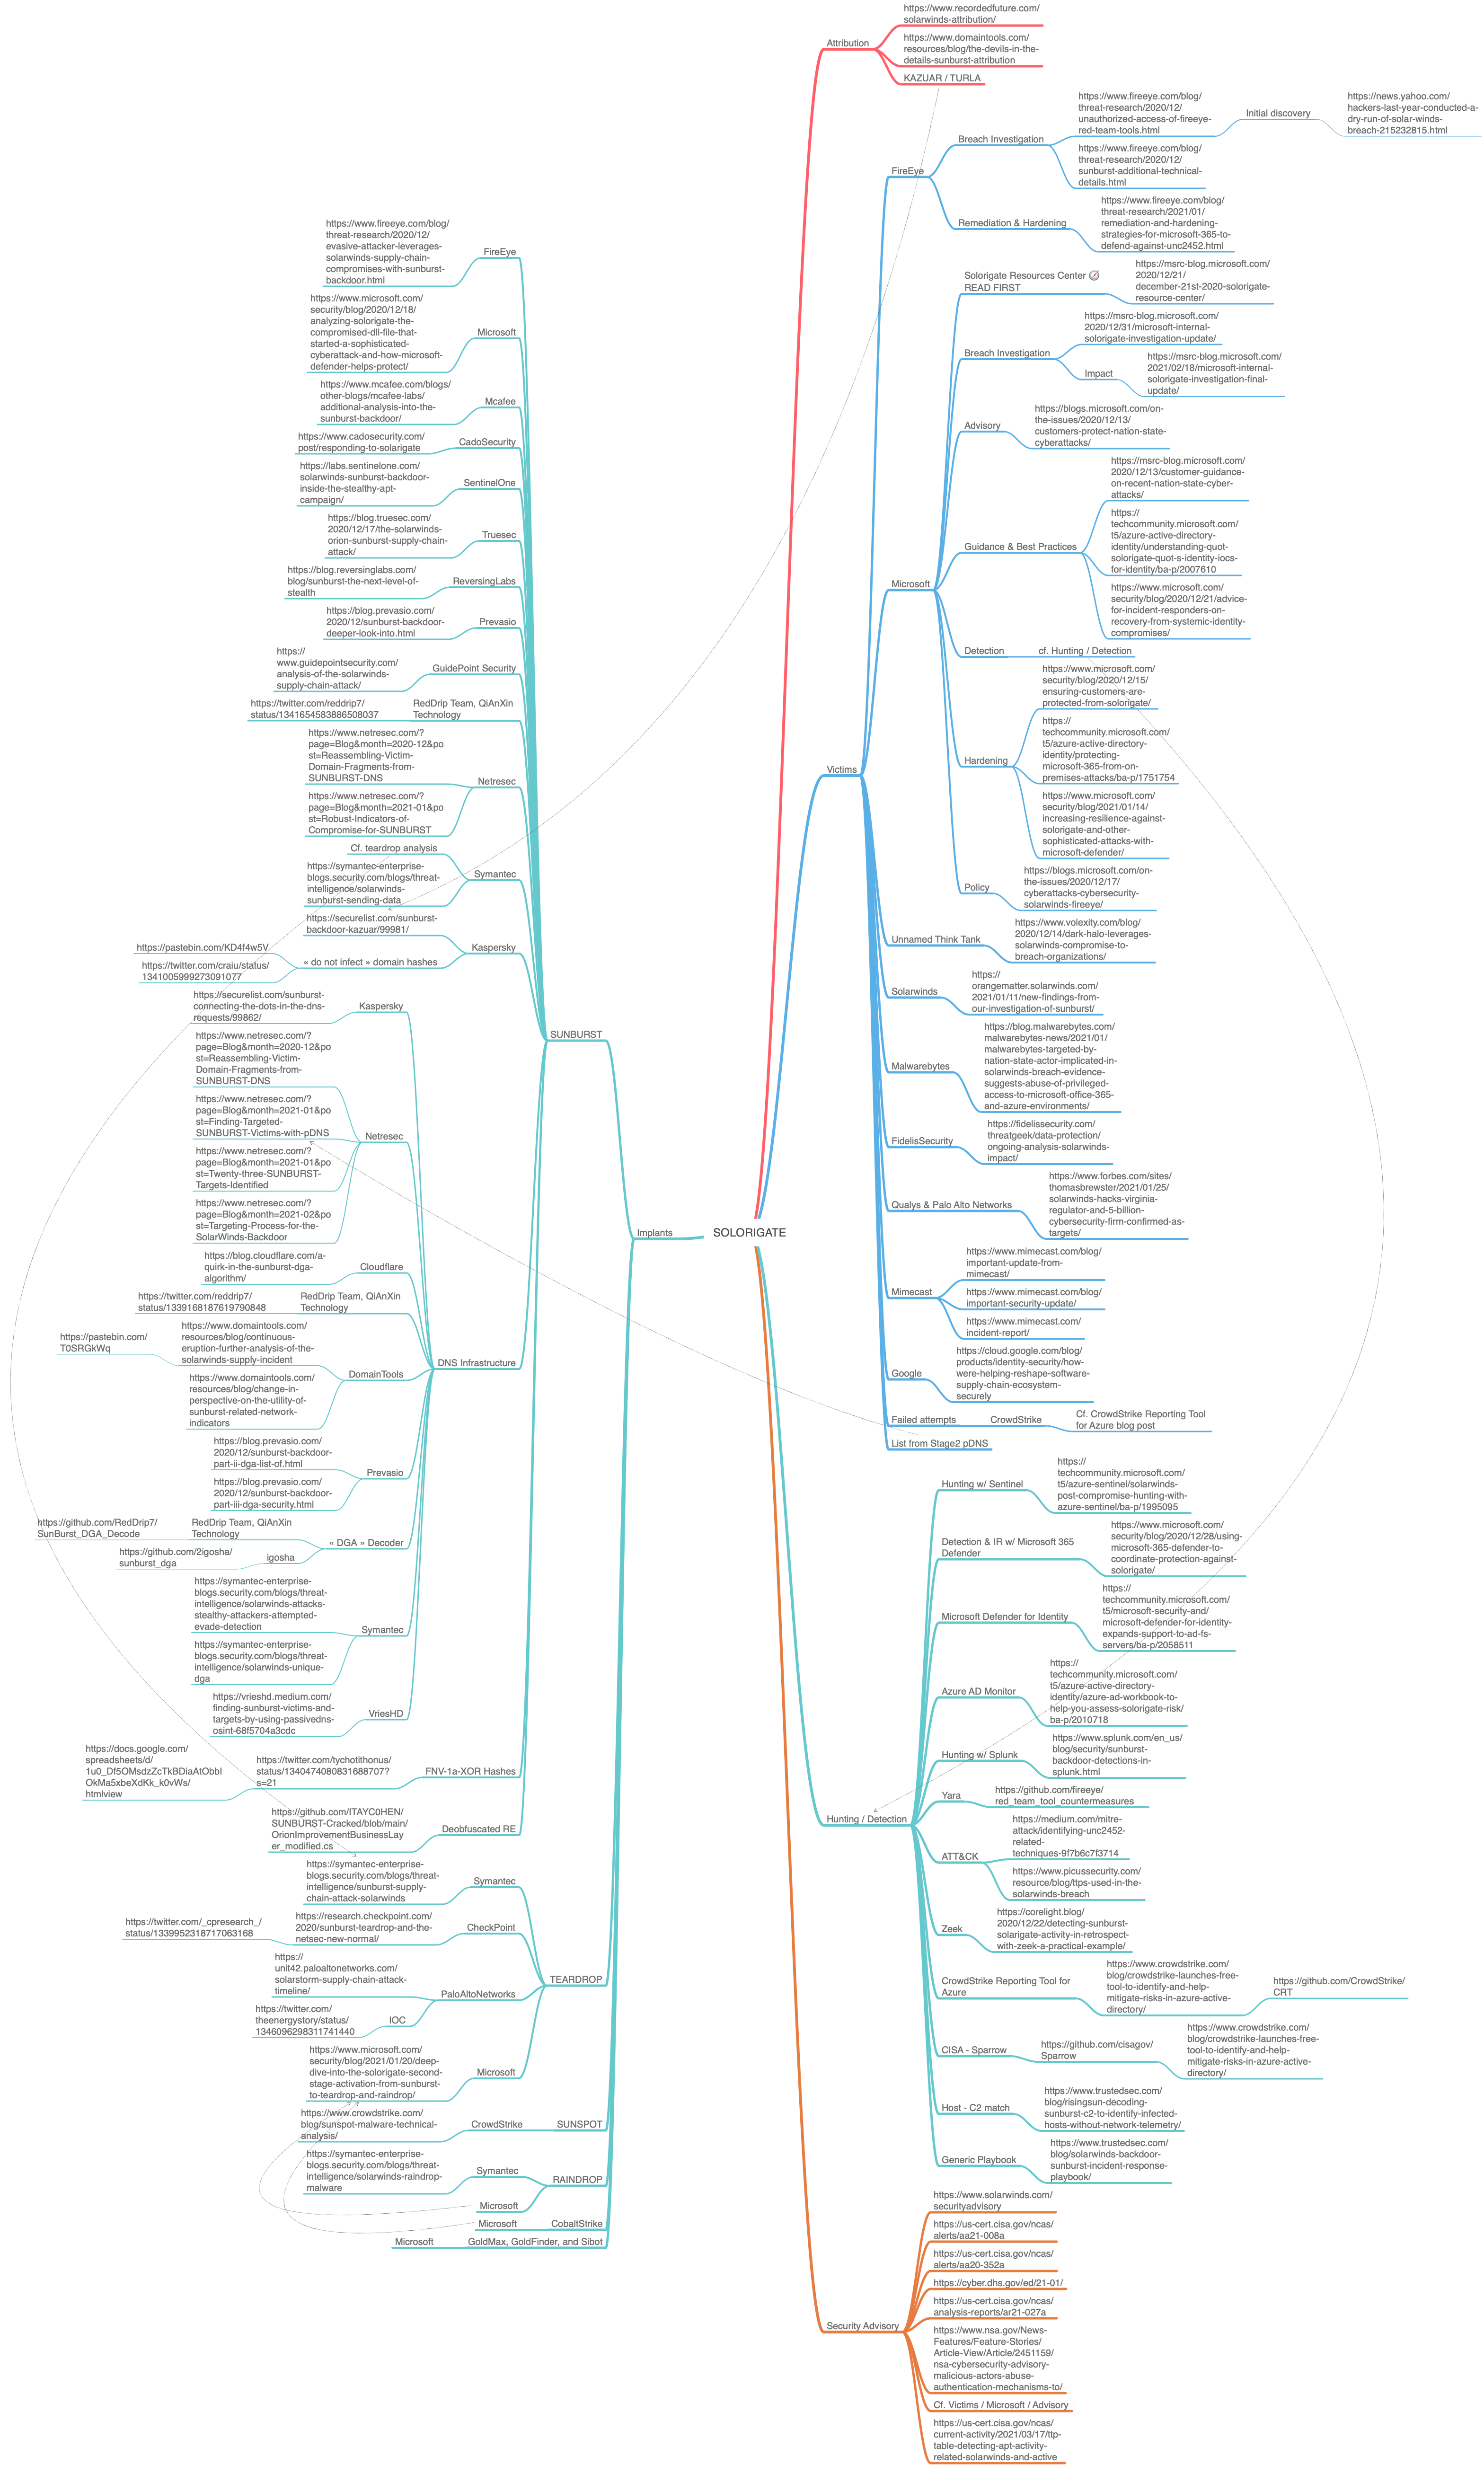 SOLORIGATE
Attribution
https://www.recordedfuture.com/
solarwinds-attribution/
https://www.domaintools.com/
resources/blog/the-devils-in-the-
details-sunburst-attribution
KAZUAR / TURLA
Victims
FireEye
Breach Investigation
https://www.fireeye.com/blog/
threat-research/2020/12/
unauthorized-access-of-fireeye-
red-team-tools.html
Initial discovery
https://news.yahoo.com/
hackers-last-year-conducted-a-
dry-run-of-solar-winds-
breach-215232815.html
https://www.fireeye.com/blog/
threat-research/2020/12/
sunburst-additional-technical-
details.html
Remediation & Hardening
https://www.fireeye.com/blog/
threat-research/2021/01/
remediation-and-hardening-
strategies-for-microsoft-365-to-
defend-against-unc2452.html
Microsoft
Solorigate Resources Center 🧭
READ FIRST
https://msrc-blog.microsoft.com/
2020/12/21/
december-21st-2020-solorigate-
resource-center/
Breach Investigation
https://msrc-blog.microsoft.com/
2020/12/31/microsoft-internal-
solorigate-investigation-update/
Impact
https://msrc-blog.microsoft.com/
2021/02/18/microsoft-internal-
solorigate-investigation-final-
update/
Advisory
https://blogs.microsoft.com/on-
the-issues/2020/12/13/
customers-protect-nation-state-
cyberattacks/
Guidance & Best Practices
https://msrc-blog.microsoft.com/
2020/12/13/customer-guidance-
on-recent-nation-state-cyber-
attacks/
https://
techcommunity.microsoft.com/
t5/azure-active-directory-
identity/understanding-quot-
solorigate-quot-s-identity-iocs-
for-identity/ba-p/2007610
https://www.microsoft.com/
security/blog/2020/12/21/advice-
for-incident-responders-on-
recovery-from-systemic-identity-
compromises/
Detection
cf. Hunting / Detection
Hardening
https://www.microsoft.com/
security/blog/2020/12/15/
ensuring-customers-are-
protected-from-solorigate/
https://
techcommunity.microsoft.com/
t5/azure-active-directory-
identity/protecting-
microsoft-365-from-on-
premises-attacks/ba-p/1751754
https://www.microsoft.com/
security/blog/2021/01/14/
increasing-resilience-against-
solorigate-and-other-
sophisticated-attacks-with-
microsoft-defender/
Policy
https://blogs.microsoft.com/on-
the-issues/2020/12/17/
cyberattacks-cybersecurity-
solarwinds-fireeye/
Unnamed Think Tank
https://www.volexity.com/blog/
2020/12/14/dark-halo-leverages-
solarwinds-compromise-to-
breach-organizations/
Solarwinds
https://
orangematter.solarwinds.com/
2021/01/11/new-findings-from-
our-investigation-of-sunburst/
Malwarebytes
https://blog.malwarebytes.com/
malwarebytes-news/2021/01/
malwarebytes-targeted-by-
nation-state-actor-implicated-in-
solarwinds-breach-evidence-
suggests-abuse-of-privileged-
access-to-microsoft-office-365-
and-azure-environments/
FidelisSecurity
https://fidelissecurity.com/
threatgeek/data-protection/
ongoing-analysis-solarwinds-
impact/
Qualys & Palo Alto Networks
https://www.forbes.com/sites/
thomasbrewster/2021/01/25/
solarwinds-hacks-virginia-
regulator-and-5-billion-
cybersecurity-firm-confirmed-as-
targets/
Mimecast
https://www.mimecast.com/blog/
important-update-from-
mimecast/
https://www.mimecast.com/blog/
important-security-update/
https://www.mimecast.com/
incident-report/
Google
https://cloud.google.com/blog/
products/identity-security/how-
were-helping-reshape-software-
supply-chain-ecosystem-
securely
Failed attempts
CrowdStrike
Cf. CrowdStrike Reporting Tool
for Azure blog post
List from Stage2 pDNS
Hunting / Detection
Hunting w/ Sentinel
https://
techcommunity.microsoft.com/
t5/azure-sentinel/solarwinds-
post-compromise-hunting-with-
azure-sentinel/ba-p/1995095
Detection & IR w/ Microsoft 365
Defender
https://www.microsoft.com/
security/blog/2020/12/28/using-
microsoft-365-defender-to-
coordinate-protection-against-
solorigate/
Microsoft Defender for Identity
https://
techcommunity.microsoft.com/
t5/microsoft-security-and/
microsoft-defender-for-identity-
expands-support-to-ad-fs-
servers/ba-p/2058511
Azure AD Monitor
https://
techcommunity.microsoft.com/
t5/azure-active-directory-
identity/azure-ad-workbook-to-
help-you-assess-solorigate-risk/
ba-p/2010718
Hunting w/ Splunk
https://www.splunk.com/en_us/
blog/security/sunburst-
backdoor-detections-in-
splunk.html
Yara
https://github.com/fireeye/
red_team_tool_countermeasures
ATT&CK
https://medium.com/mitre-
attack/identifying-unc2452-
related-
techniques-9f7b6c7f3714
https://www.picussecurity.com/
resource/blog/ttps-used-in-the-
solarwinds-breach
Zeek
https://corelight.blog/
2020/12/22/detecting-sunburst-
solarigate-activity-in-retrospect-
with-zeek-a-practical-example/
CrowdStrike Reporting Tool for
Azure
https://www.crowdstrike.com/
blog/crowdstrike-launches-free-
tool-to-identify-and-help-
mitigate-risks-in-azure-active-
directory/
https://github.com/CrowdStrike/
CRT
CISA - Sparrow
https://github.com/cisagov/
Sparrow
https://www.crowdstrike.com/
blog/crowdstrike-launches-free-
tool-to-identify-and-help-
mitigate-risks-in-azure-active-
directory/
Host - C2 match
https://www.trustedsec.com/
blog/risingsun-decoding-
sunburst-c2-to-identify-infected-
hosts-without-network-telemetry/
Generic Playbook
https://www.trustedsec.com/
blog/solarwinds-backdoor-
sunburst-incident-response-
playbook/
Security Advisory
https://www.solarwinds.com/
securityadvisory
https://us-cert.cisa.gov/ncas/
alerts/aa21-008a
https://us-cert.cisa.gov/ncas/
alerts/aa20-352a
https://cyber.dhs.gov/ed/21-01/
https://us-cert.cisa.gov/ncas/
analysis-reports/ar21-027a
https://www.nsa.gov/News-
Features/Feature-Stories/
Article-View/Article/2451159/
nsa-cybersecurity-advisory-
malicious-actors-abuse-
authentication-mechanisms-to/
Cf. Victims / Microsoft / Advisory
https://us-cert.cisa.gov/ncas/
current-activity/2021/03/17/ttp-
table-detecting-apt-activity-
related-solarwinds-and-active
Implants
SUNBURST
FireEye
https://www.fireeye.com/blog/
threat-research/2020/12/
evasive-attacker-leverages-
solarwinds-supply-chain-
compromises-with-sunburst-
backdoor.html
Microsoft
https://www.microsoft.com/
security/blog/2020/12/18/
analyzing-solorigate-the-
compromised-dll-file-that-
started-a-sophisticated-
cyberattack-and-how-microsoft-
defender-helps-protect/
Mcafee
https://www.mcafee.com/blogs/
other-blogs/mcafee-labs/
additional-analysis-into-the-
sunburst-backdoor/
CadoSecurity
https://www.cadosecurity.com/
post/responding-to-solarigate
SentinelOne
https://labs.sentinelone.com/
solarwinds-sunburst-backdoor-
inside-the-stealthy-apt-
campaign/
Truesec
https://blog.truesec.com/
2020/12/17/the-solarwinds-
orion-sunburst-supply-chain-
attack/
ReversingLabs
https://blog.reversinglabs.com/
blog/sunburst-the-next-level-of-
stealth
Prevasio
https://blog.prevasio.com/
2020/12/sunburst-backdoor-
deeper-look-into.html
GuidePoint Security
https://
www.guidepointsecurity.com/
analysis-of-the-solarwinds-
supply-chain-attack/
RedDrip Team, QiAnXin
Technology
https://twitter.com/reddrip7/
status/1341654583886508037
Netresec
https://www.netresec.com/?
page=Blog&month=2020-12&po
st=Reassembling-Victim-
Domain-Fragments-from-
SUNBURST-DNS
https://www.netresec.com/?
page=Blog&month=2021-01&po
st=Robust-Indicators-of-
Compromise-for-SUNBURST
Symantec
Cf. teardrop analysis
https://symantec-enterprise-
blogs.security.com/blogs/threat-
intelligence/solarwinds-
sunburst-sending-data
Kaspersky
https://securelist.com/sunburst-
backdoor-kazuar/99981/
« do not infect » domain hashes
https://pastebin.com/KD4f4w5V
https://twitter.com/craiu/status/
1341005999273091077
DNS Infrastructure
Kaspersky
https://securelist.com/sunburst-
connecting-the-dots-in-the-dns-
requests/99862/
Netresec
https://www.netresec.com/?
page=Blog&month=2020-12&po
st=Reassembling-Victim-
Domain-Fragments-from-
SUNBURST-DNS
https://www.netresec.com/?
page=Blog&month=2021-01&po
st=Finding-Targeted-
SUNBURST-Victims-with-pDNS
https://www.netresec.com/?
page=Blog&month=2021-01&po
st=Twenty-three-SUNBURST-
Targets-Identified
https://www.netresec.com/?
page=Blog&month=2021-02&po
st=Targeting-Process-for-the-
SolarWinds-Backdoor
Cloudflare
https://blog.cloudflare.com/a-
quirk-in-the-sunburst-dga-
algorithm/
RedDrip Team, QiAnXin
Technology
https://twitter.com/reddrip7/
status/1339168187619790848
DomainTools
https://www.domaintools.com/
resources/blog/continuous-
eruption-further-analysis-of-the-
solarwinds-supply-incident
https://pastebin.com/
T0SRGkWq
https://www.domaintools.com/
resources/blog/change-in-
perspective-on-the-utility-of-
sunburst-related-network-
indicators
Prevasio
https://blog.prevasio.com/
2020/12/sunburst-backdoor-
part-ii-dga-list-of.html
https://blog.prevasio.com/
2020/12/sunburst-backdoor-
part-iii-dga-security.html
« DGA » Decoder
RedDrip Team, QiAnXin
Technology
https://github.com/RedDrip7/
SunBurst_DGA_Decode
igosha
https://github.com/2igosha/
sunburst_dga
Symantec
https://symantec-enterprise-
blogs.security.com/blogs/threat-
intelligence/solarwinds-attacks-
stealthy-attackers-attempted-
evade-detection
https://symantec-enterprise-
blogs.security.com/blogs/threat-
intelligence/solarwinds-unique-
dga
VriesHD
https://vrieshd.medium.com/
finding-sunburst-victims-and-
targets-by-using-passivedns-
osint-68f5704a3cdc
FNV-1a-XOR Hashes
https://twitter.com/tychotithonus/
status/1340474080831688707?
s=21
https://docs.google.com/
spreadsheets/d/
1u0_Df5OMsdzZcTkBDiaAtObbI
OkMa5xbeXdKk_k0vWs/
htmlview
Deobfuscated RE
https://github.com/ITAYC0HEN/
SUNBURST-Cracked/blob/main/
OrionImprovementBusinessLay
er_modified.cs
TEARDROP
Symantec
https://symantec-enterprise-
blogs.security.com/blogs/threat-
intelligence/sunburst-supply-
chain-attack-solarwinds
CheckPoint
https://research.checkpoint.com/
2020/sunburst-teardrop-and-the-
netsec-new-normal/
https://twitter.com/_cpresearch_/
status/1339952318717063168
PaloAltoNetworks
https://
unit42.paloaltonetworks.com/
solarstorm-supply-chain-attack-
timeline/
IOC
https://twitter.com/
theenergystory/status/
1346096298311741440
Microsoft
https://www.microsoft.com/
security/blog/2021/01/20/deep-
dive-into-the-solorigate-second-
stage-activation-from-sunburst-
to-teardrop-and-raindrop/
SUNSPOT
CrowdStrike
https://www.crowdstrike.com/
blog/sunspot-malware-technical-
analysis/
RAINDROP
Symantec
https://symantec-enterprise-
blogs.security.com/blogs/threat-
intelligence/solarwinds-raindrop-
malware
Microsoft
CobaltStrike
Microsoft
GoldMax, GoldFinder, and Sibot
Microsoft